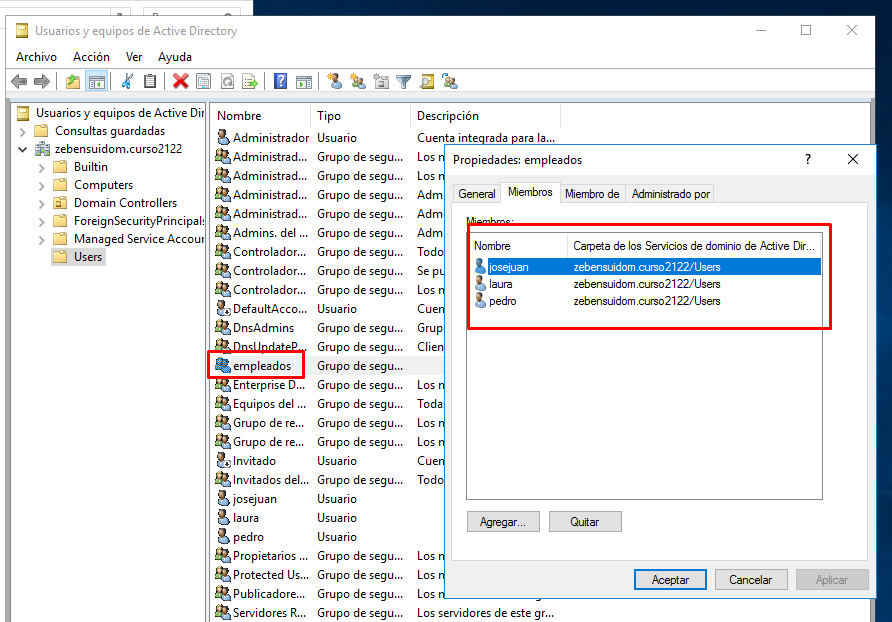 Usuarios y equipos de Active Directory
Archivo Acción Ver Ayuda
Usuarios y equipos de Active Dir
Consultas guardadas
zebensuidom.curso2122
Builtin
Computers
Domain Controllers
ForeignSecurityPrincipals
Managed Service Accour
Users
Nombre Tipo Descripción
Administrador Usuario Cuenta integrada para la...
Administrad... Grupo de segu... Los n
Administrad... Grupo de segu... Los n
Administrad... Grupo de segu... Adm
Administrad... Grupo de segu... Adm
Admins. del ... Grupo de segu... Adm
Controlador... Grupo de segu... Todo
Controlador... Grupo de segu... Se pu
Controlador... Grupo de segu... Los n
DefaultAcco... Usuario Cuen
DnsAdmins Grupo de segu... Grup
DnsUpdateP... Grupo de segu... Clien
empleados Grupo de segu...
Enterprise D... Grupo de segu... Los n
Equipos del ... Grupo de segu... Todas
Grupo de re... Grupo de segu... Los n
Grupo de re... Grupo de segu... Los n
Invitado Usuario Cuen
Invitados del... Grupo de segu... Todo
josejuan Usuario
laura Usuario
pedro Usuario
Propietarios ... Grupo de segu... Los n
Protected Us... Grupo de segu... Los n
Publicadore... Grupo de segu... Los n
Servidores R... Grupo de segu... Los servidores de este gr...
Propiedades: empleados
? 
General Miembros Miembro de Administrado por
Miembros:
Nombre Carpeta de los Servicios de dominio de Active Dir...
josejuan zebensuidom.curso2122/Users
laura zebensuidom.curso2122/Users
pedro zebensuidom.curso2122/Users
Agregar... Quitar
Aceptar Cancelar Aplicar